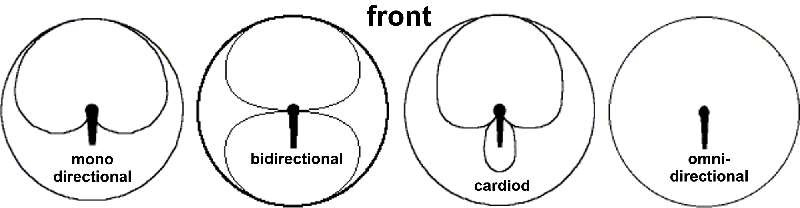 front
mono
directional
bidirectional
cardiod
omni-
directional